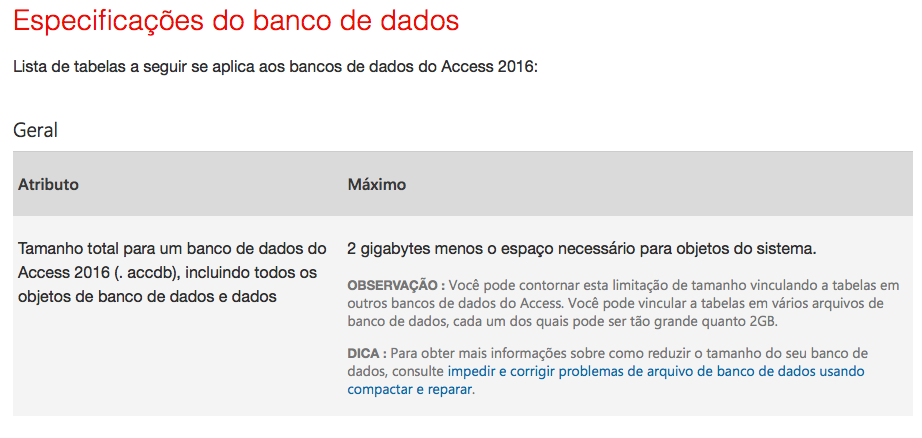 Especificações do banco de dados
Lista de tabelas a seguir se aplica aos bancos de dados do Access 2016:
Geral
Atributo
Máximo
Tamanho total para um banco de dados do
Access 2016 (. accdb), incluindo todos os
objetos de banco de dados e dados
2 gigabytes menos o espaço necessário para objetos do sistema.
OBSERVAÇÃO : Você pode contornar esta limitação de tamanho vinculando a tabelas em
outros bancos de dados do Access. Você pode vincular a tabelas em vários arquivos de
banco de dados, cada um dos quais pode ser tão grande quanto 2GB.
DICA : Para obter mais informações sobre como reduzir o tamanho do seu banco de
dados, consulte impedir e corrigir problemas de arquivo de banco de dados usando
compactar e reparar.